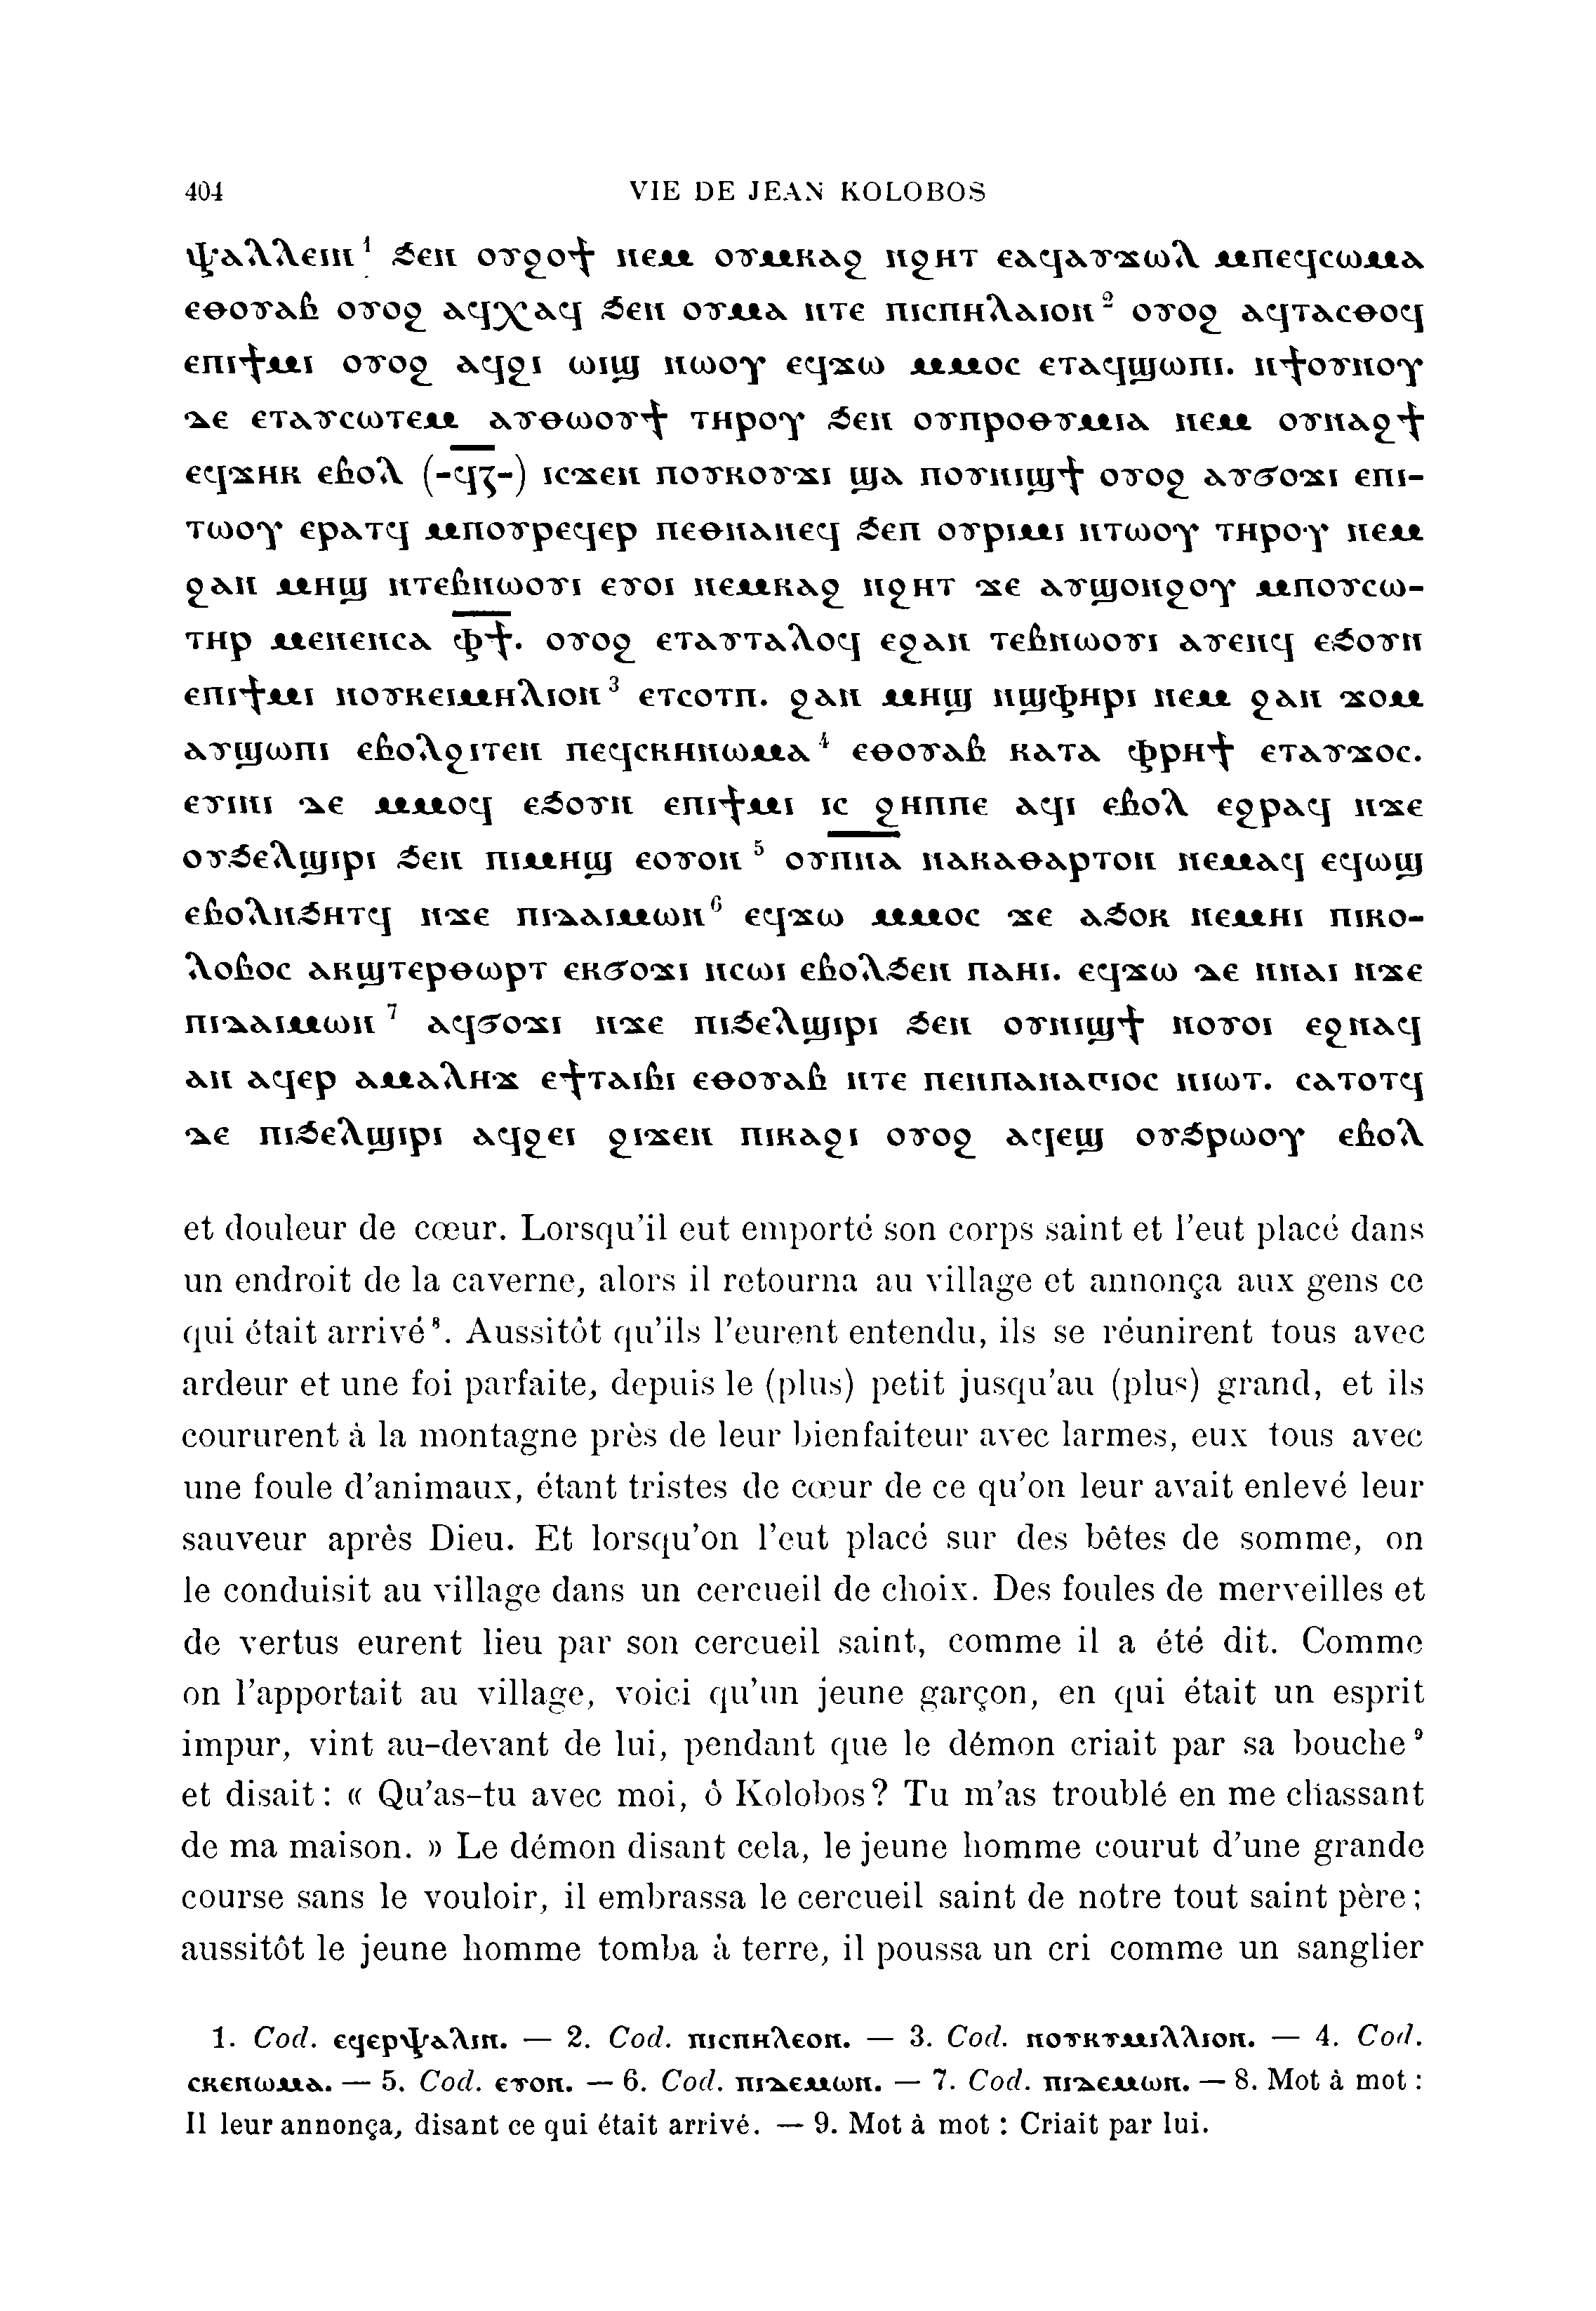 404 VIE DE JEAN KOLOBOS
ⲯⲁⲗⲗⲉⲓⲛ¹ ϧⲉⲛ ⲟⲩϩⲟϯ ⲛⲉⲙ ⲟⲩⲙⲕⲁϩ ⲛϩⲏⲧ ⲉⲁϥⲁⲩϫⲱⲗ ⲙⲡⲉϥⲥⲱⲙⲁ
ⲉⲑⲟⲩⲁⲃ ⲟⲩⲟϩ ⲁϥⲭⲁϥ ϧⲉⲛ ⲟⲩⲙⲁ ⲛⲧⲉ ⲡⲓⲥⲡⲏⲗⲁⲓⲟⲛ² ⲟⲩⲟϩ ⲁϥⲧⲁⲥⲑⲟϥ
ⲉⲡⲓϯⲙⲓ ⲟⲩⲟϩ ⲁϥϩⲓ ⲱⲓϣ ⲛⲱⲟⲩ ⲉϥϫⲱ ⲙⲙⲟⲥ ⲉⲧⲁϥϣⲱⲡⲓ. ⲛϯⲟⲩⲛⲟⲩ
ⲇⲉ ⲉⲧⲁⲩⲥⲱⲧⲉⲙ ⲁⲩⲑⲱⲟⲩϯ ⲧⲏⲣⲟⲩ ϧⲉⲛ ⲟⲩⲡⲣⲟⲑⲩⲙⲓⲁ ⲛⲉⲙ ⲟⲩⲛⲁϩϯ
ⲉϥϫⲏⲕ ⲉⲃⲟⲗ (-ϥ̅ⲍ̅-) ⲓⲥϫⲉⲛ ⲡⲟⲩⲕⲟⲩϫⲓ ϣⲁ ⲡⲟⲩⲛⲓϣϯ ⲟⲩⲟϩ ⲁⲩϭⲟϫⲓ ⲉⲡⲓ-
ⲧⲱⲟⲩ ⲉⲣⲁⲧϥ ⲙⲡⲟⲩⲣⲉϥⲉⲣ ⲡⲉⲑⲛⲁⲛⲉϥ ϧⲉⲛ ⲟⲩⲣⲓⲙⲓ ⲛⲧⲱⲟⲩ ⲧⲏⲣⲟⲩ ⲛⲉⲙ
ϩⲁⲛ ⲙⲏϣ ⲛⲧⲉⲃⲛⲱⲟⲩⲓ ⲉⲩⲟⲓ ⲛⲉⲙⲕⲁϩ ⲛϩⲏⲧ ϫⲉ ⲁⲩϣⲟⲛϩⲟⲩ ⲙⲡⲟⲩⲥⲱ-
ⲧⲏⲣ ⲙⲉⲛⲉⲛⲥⲁ ⲫ̅ϯ̅. ⲟⲩⲟϩ ⲉⲧⲁⲩⲧⲁⲗⲟϥ ⲉϩⲁⲛ ⲧⲉⲃⲛⲱⲟⲩⲓ ⲁⲩⲉⲛϥ ⲉϧⲟⲩⲛ
ⲉⲡⲓϯⲙⲓ ⲛⲟⲩⲕⲉⲓⲙⲏⲗⲓⲟⲛ³ ⲉⲧⲥⲟⲧⲡ. ϩⲁⲛ ⲙⲏϣ ⲛϣⲫⲏⲣⲓ ⲛⲉⲙ ϩⲁⲛ ϫⲟⲙ
ⲁⲩϣⲱⲡⲓ ⲉⲃⲟⲗϩⲓⲧⲉⲛ ⲡⲉϥⲥⲕⲏⲛⲱⲙⲁ⁴ ⲉⲑⲟⲩⲁⲃ ⲕⲁⲧⲁ ⲫⲣⲏϯ ⲉⲧⲁⲩϫⲟⲥ.
ⲉⲩⲓⲛⲓ ⲇⲉ ⲙⲙⲟϥ ⲉϧⲟⲩⲛ ⲉⲡⲓϯⲙⲓ ⲓⲥ ϩⲏⲡⲡⲉ ⲁϥⲓ ⲉⲃⲟⲗ ⲉϩⲣⲁϥ ⲛϫⲉ
ⲟⲩϧⲉⲗϣⲓⲣⲓ ϧⲉⲛ ⲡⲓⲙⲏϣ ⲉⲟⲩⲟⲛ⁵ ⲟⲩⲡ̅ⲛ̅ⲁ̅ ⲛⲁⲕⲁⲑⲁⲣⲧⲟⲛ ⲛⲉⲙⲁϥ ⲉϥⲱϣ
ⲉⲃⲟⲗⲛϧⲏⲧϥ ⲛϫⲉ ⲡⲓⲇⲁⲓⲙⲱⲛ⁶ ⲉϥϫⲱ ⲙⲙⲟⲥ ϫⲉ ⲁϧⲟⲕ ⲛⲉⲙⲏⲓ ⲡⲓⲕⲟ-
ⲗⲟⲃⲟⲥ ⲁⲕϣⲧⲉⲣⲑⲱⲣⲧ ⲉⲕϭⲟϫⲓ ⲛⲥⲱⲓ ⲉⲃⲟⲗϧⲉⲛ ⲡⲁⲏⲓ. ⲉϥϫⲱ ⲇⲉ ⲛⲛⲁⲓ ⲛϫⲉ
ⲡⲓⲇⲁⲓⲙⲱⲛ⁷ ⲁϥϭⲟϫⲓ ⲛϫⲉ ⲡⲓϧⲉⲗϣⲓⲣⲓ ϧⲉⲛ ⲟⲩⲛⲓϣϯ ⲛⲟⲩⲟⲓ ⲉϩⲛⲁϥ
ⲁⲛ ⲁϥⲉⲣ ⲁⲙⲁⲗⲏϫ ⲉϯⲧⲁⲓⲃⲓ ⲉⲑⲟⲩⲁⲃ ⲛⲧⲉ ⲡⲉⲛⲡⲁⲛⲁⲅⲓⲟⲥ ⲛⲓⲱⲧ. ⲥⲁⲧⲟⲧϥ
ⲇⲉ ⲡⲓϧⲉⲗϣⲓⲣⲓ ⲁϥϩⲉⲓ ϩⲓϫⲉⲛ ⲡⲓⲕⲁϩⲓ ⲟⲩⲟϩ ⲁϥⲉϣ ⲟⲩϧⲣⲱⲟⲩ ⲉⲃⲟⲗ
et douleur de cœur. Lorsqu'il eut emporté son corps saint et l'eut placé dans
un endroit de la caverne, alors il retourna au village et annonça aux gens ce
qui était arrivé⁸. Aussitôt qu'ils l'eurent entendu, ils se réunirent tous avec
ardeur et une foi parfaite, depuis le (plus) petit jusqu'au (plus) grand, et ils
coururent à la montagne près de leur bienfaiteur avec larmes, eux tous avec
une foule d'animaux, étant tristes de cœur de ce qu'on leur avait enlevé leur
sauveur après Dieu. Et lorsqu'on l'eut placé sur des bêtes de somme, on
le conduisit au village dans un cercueil de choix. Des foules de merveilles et
de vertus eurent lieu par son cercueil saint, comme il a été dit. Comme
on l'apportait au village, voici qu'un jeune garçon, en qui était un esprit
impur, vint au-devant de lui, pendant que le démon criait par sa bouche⁹
et disait : « Qu'as-tu avec moi, ô Kolobos? Tu m'as troublé en me chassant
de ma maison. » Le démon disant cela, le jeune homme courut d'une grande
course sans le vouloir, il embrassa le cercueil saint de notre tout saint père ;
aussitôt le jeune homme tomba à terre, il poussa un cri comme un sanglier
1. Cod. ⲉϥⲉⲣⲯⲁⲗⲓⲛ. — 2. Cod. ⲡⲓⲥⲡⲏⲗⲉⲟⲛ. — 3. Cod. ⲛⲟⲩⲕⲩⲙⲓⲗⲗⲓⲟⲛ. — 4. Cod.
ⲥⲕⲉⲛⲱⲙⲁ. — 5. Cod. ⲉⲩⲟⲛ. — 6. Cod. ⲡⲓⲇⲉⲙⲱⲛ. — 7. Cod. ⲡⲓⲇⲉⲙⲱⲛ. — 8. Mot à mot :
Il leur annonça, disant ce qui était arrivé. — 9. Mot à mot : Criait par lui.